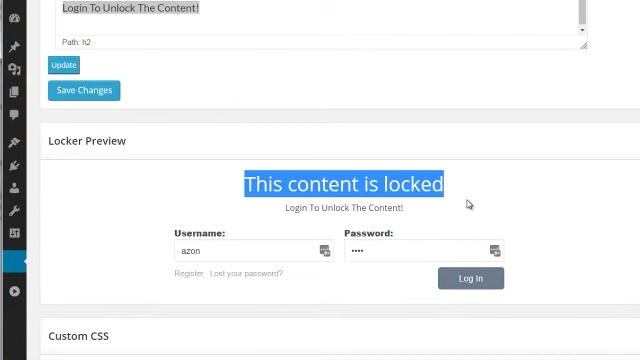 Login To Unlock The Content!
Path: h2
Update
Save Changes
Locker Preview
This content is locked
Login To Unlock The Content!
Username: Password:
azon ••••
Register Lost your password?
Log In
Custom CSS